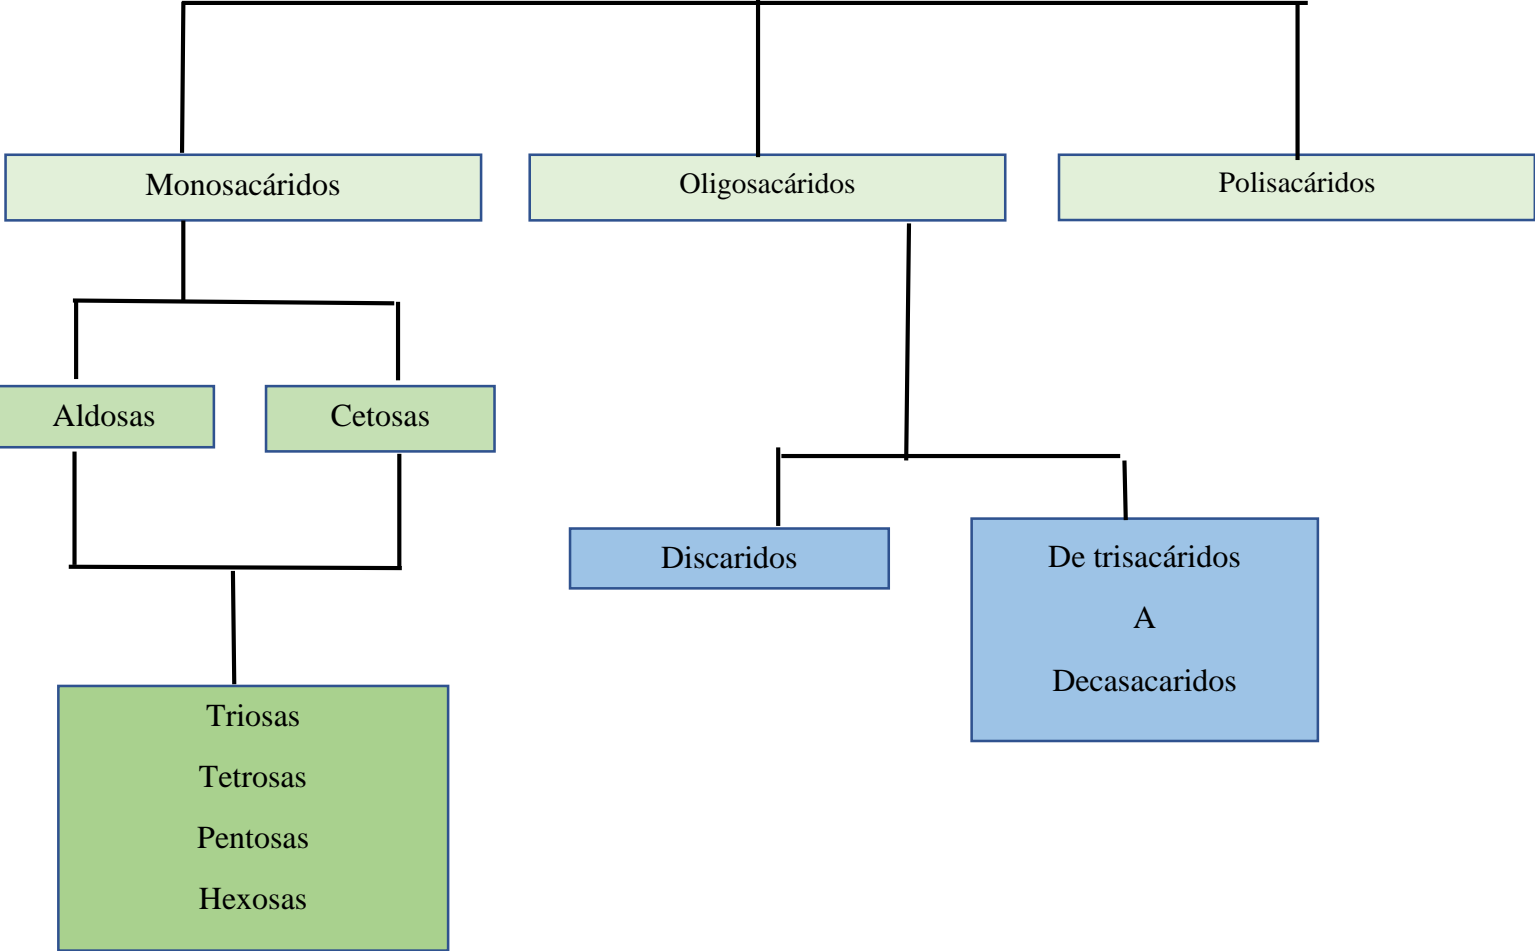 Monosacáridos
Oligosacáridos
Polisacáridos
Aldosas
Cetosas
Discaridos
De trisacáridos
A
Decasacaridos
Triosas
Tetrosas
Pentosas
Hexosas